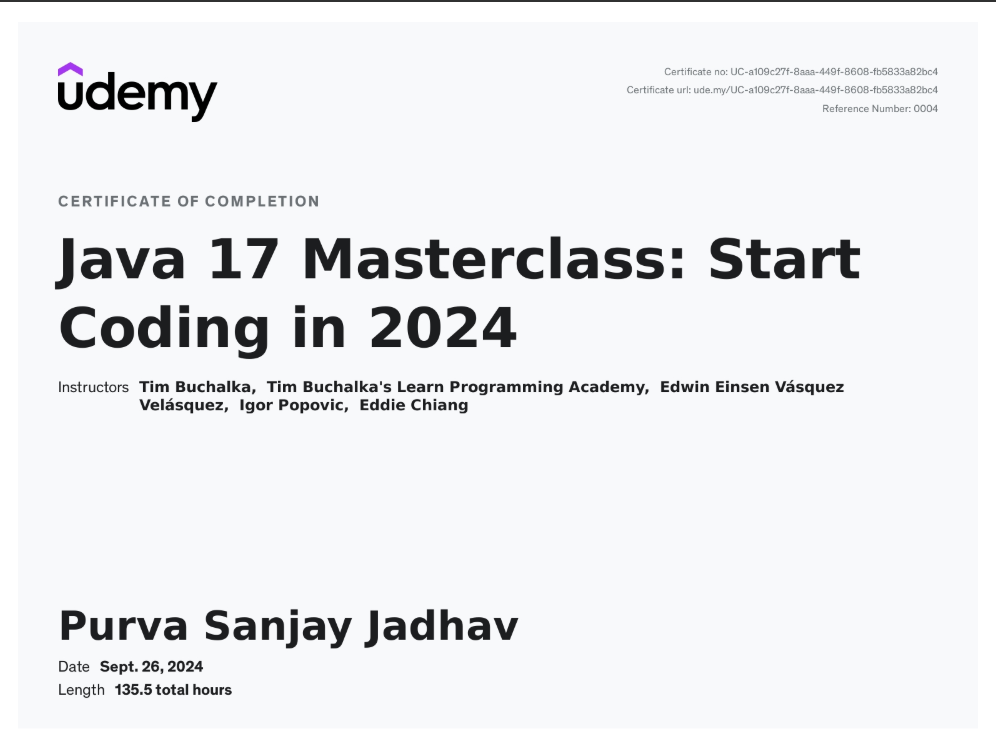 udemy
Certificate no: UC-a109c27f-8aaa-449f-8608-fb5833a82bc4
Certificate url: ude.my/UC-a109c27f-8aaa-449f-8608-fb5833a82bc4
Reference Number: 0004
CERTIFICATE OF COMPLETION
Java 17 Masterclass: Start
Coding in 2024
Instructors Tim Buchalka, Tim Buchalka's Learn Programming Academy, Edwin Einsen Vásquez
Velásquez, Igor Popovic, Eddie Chiang
Purva Sanjay Jadhav
Date Sept. 26, 2024
Length 135.5 total hours